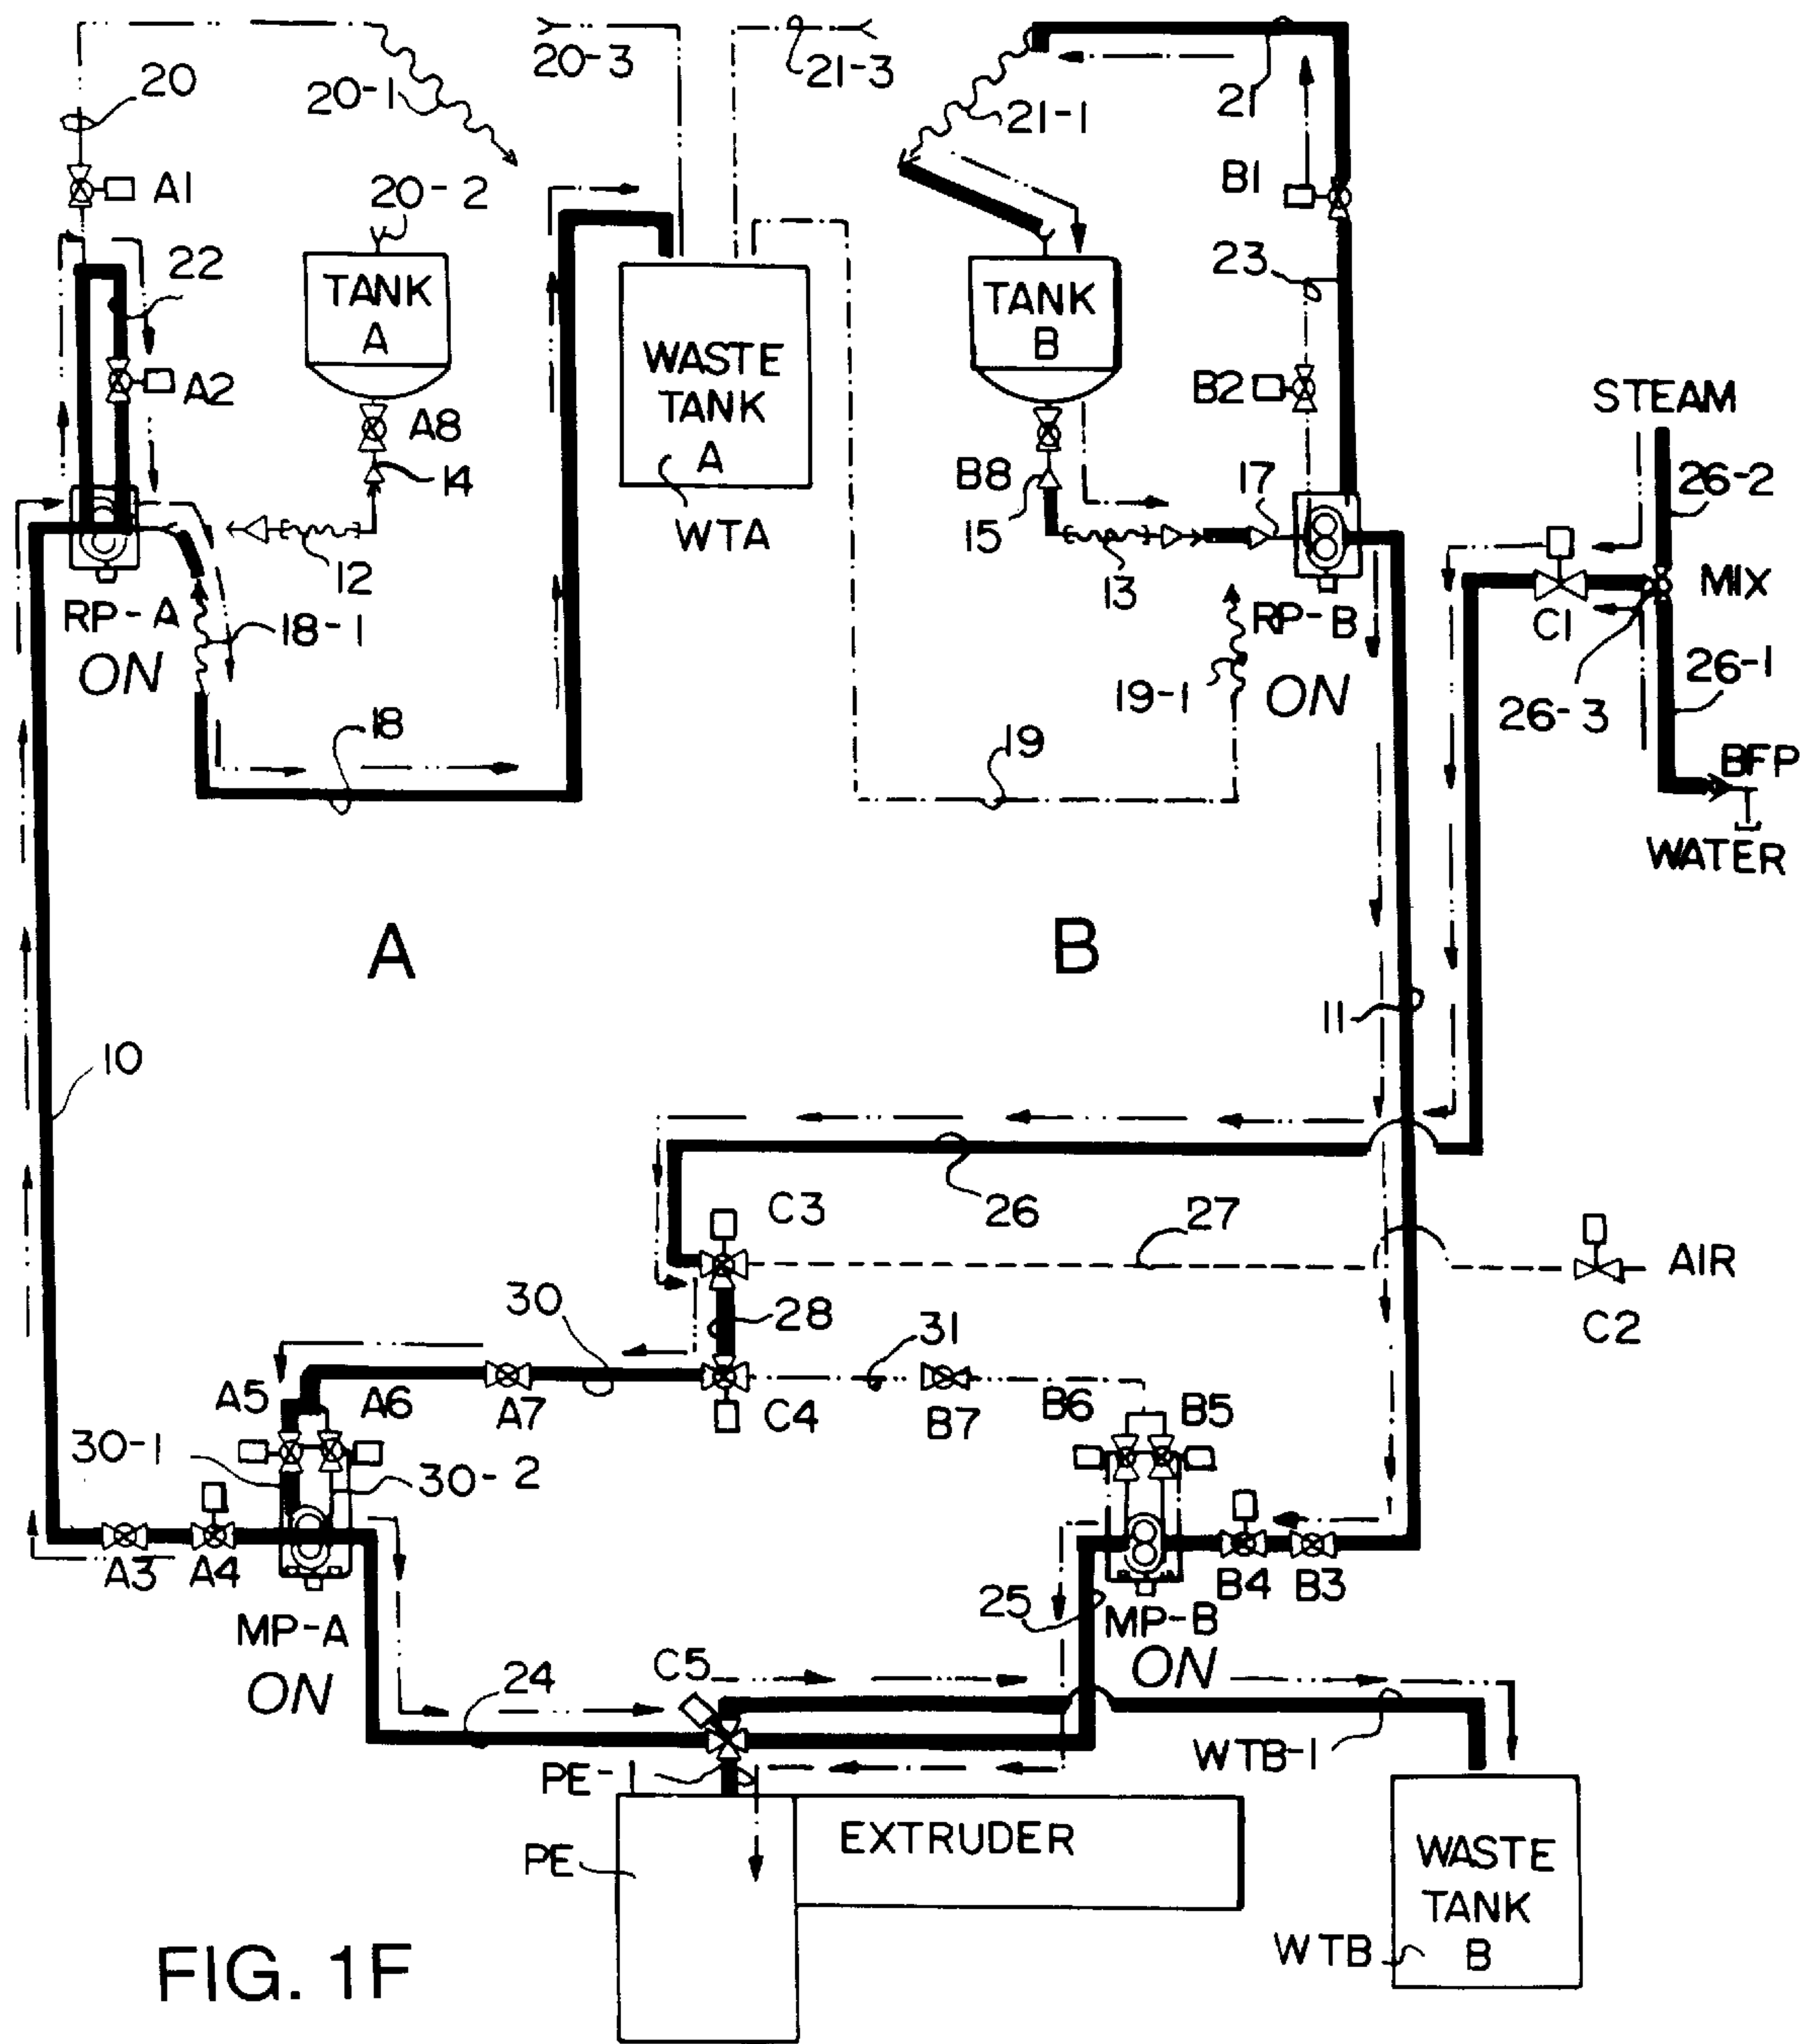 20
20-1
20-3
21-3
21-1
21
A1
20-2
B1
22
TANK
A
WASTE
TANK
A
TANK
B
23
A2
A8
14
B2
STEAM
26-2
B8
15
17
WTA
12
13
MIX
RP-A
18-1
RP-B
C1
26-1
ON
19-1
ON
26-3
18
19
BFP
WATER
A
B
11
10
26
C3
27
AIR
30
28
31
C2
A5
A6
A7
C4
B7
B6
B5
30-1
30-2
A3
A4
25
B4
B3
MP-A
MP-B
ON
24
C5
ON
PE-1
WTB-1
PE
EXTRUDER
WASTE
TANK
B
WTB
FIG. 1F